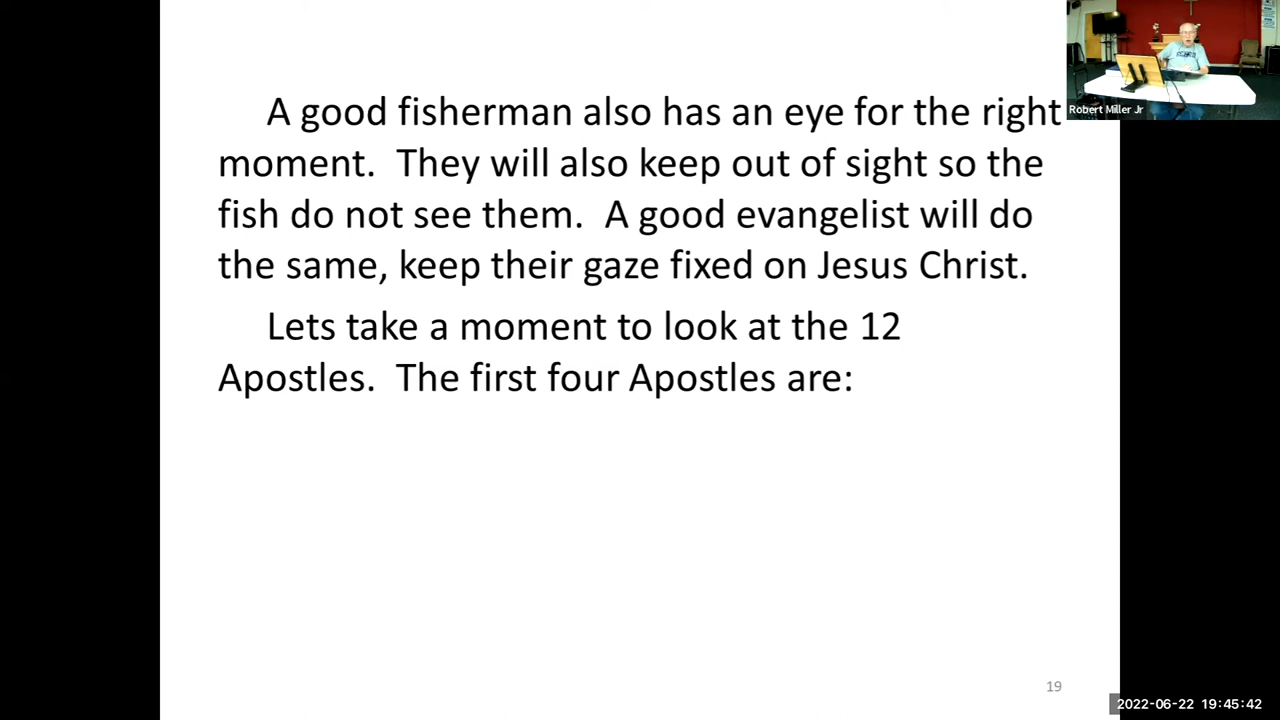 A good fisherman also has an eye for the right
moment.  They will also keep out of sight so the
fish do not see them.  A good evangelist will do
the same, keep their gaze fixed on Jesus Christ.
Lets take a moment to look at the 12
Apostles.  The first four Apostles are:
Robert Miller Jr
19
2022-06-22 19:45:42